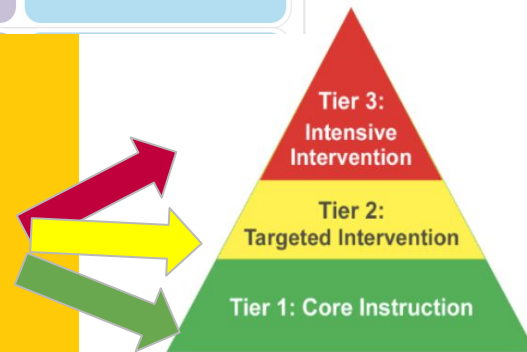 Tier 3:
Intensive
Intervention
Tier 2:
Targeted Intervention
Tier 1: Core Instruction